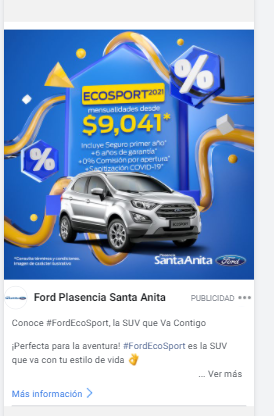 ECOSPORT 2021
mensualidades desde
$9,041*
Incluye Seguro primer año*
+6 años de garantía*
+0% Comisión por apertura*
+Sanitización COVID-19*
%
%
*Consulta términos y condiciones.
Imagen de carácter ilustrativo
SantaAnita Ford
Ford Plasencia Santa Anita PUBLICIDAD
Conoce #FordEcoSport, la SUV que Va Contigo
¡Perfecta para la aventura! #FordEcoSport es la SUV
que va con tu estilo de vida 👌
... Ver más
Más información >